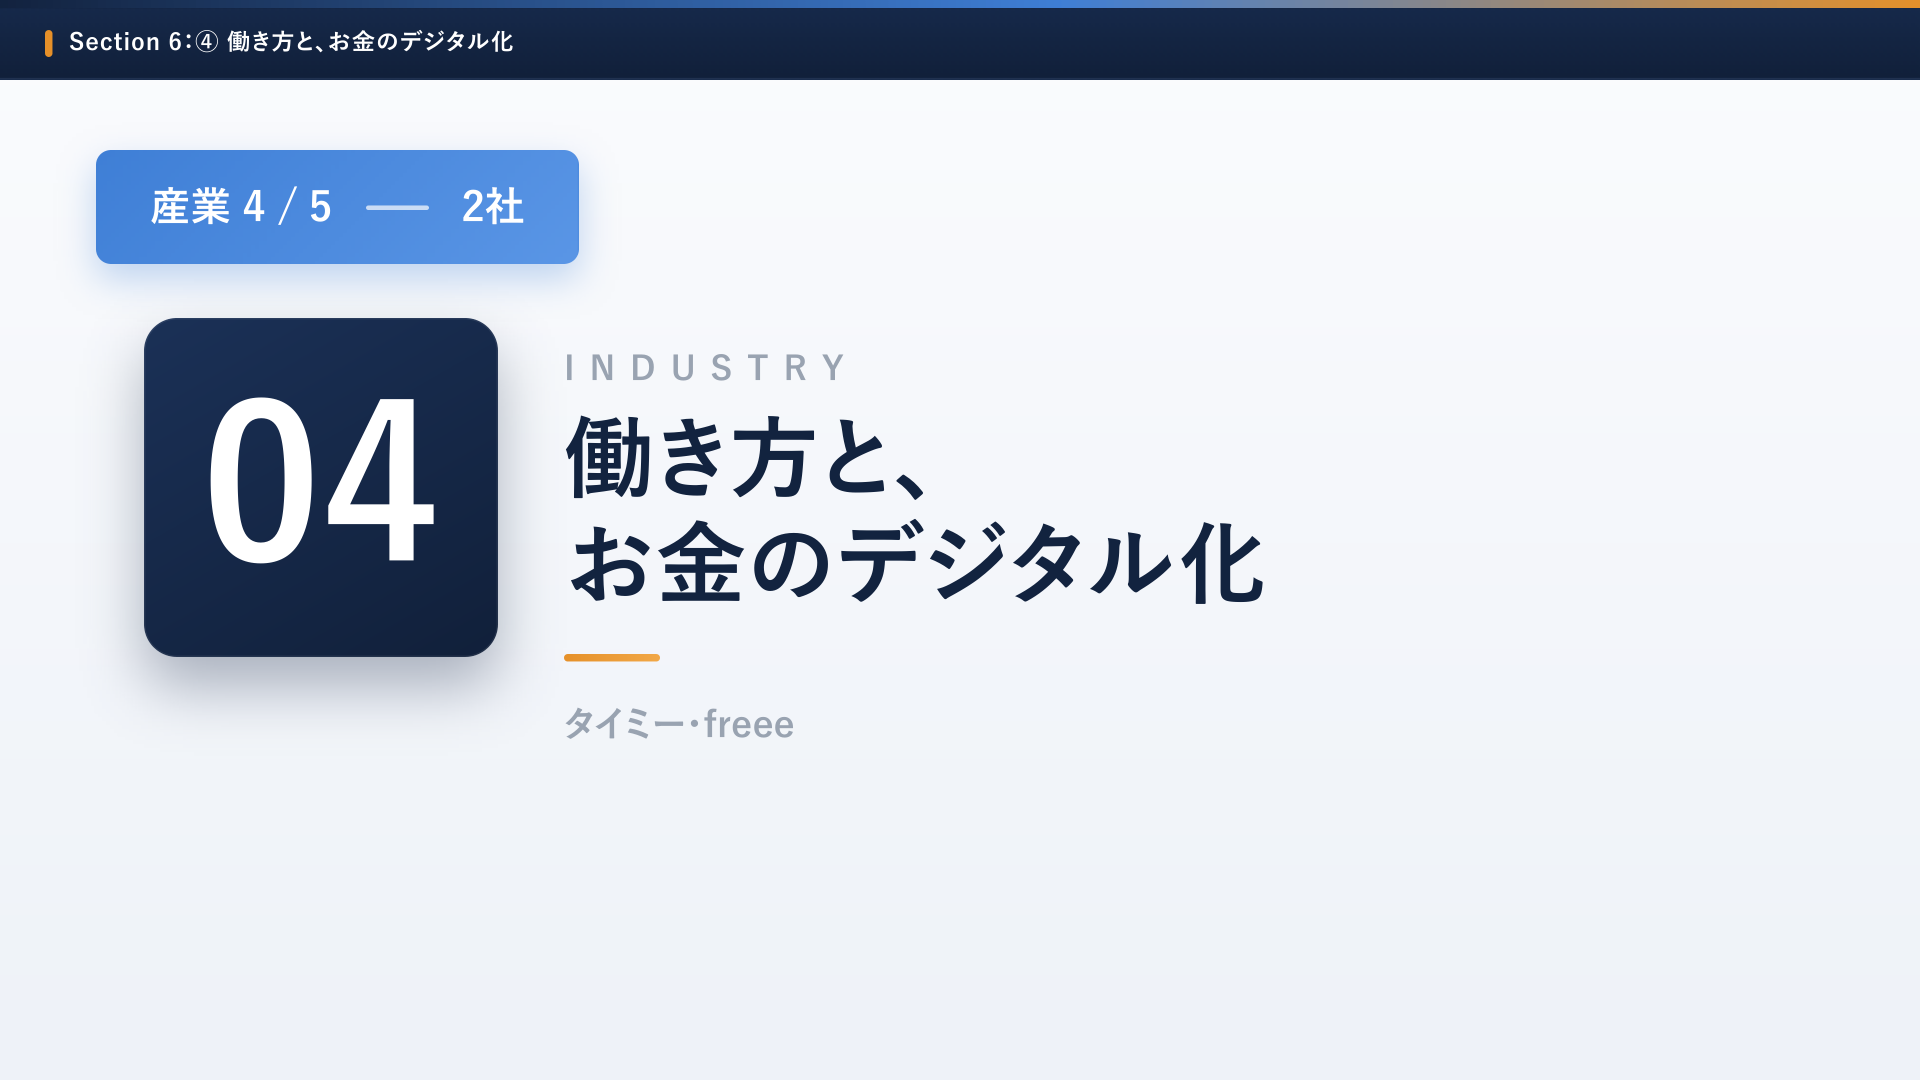 Section 6：④ 働き方と、お金のデジタル化
産業 4 / 5 — 2社
04
INDUSTRY
働き方と、
お金のデジタル化
タイミー・freee